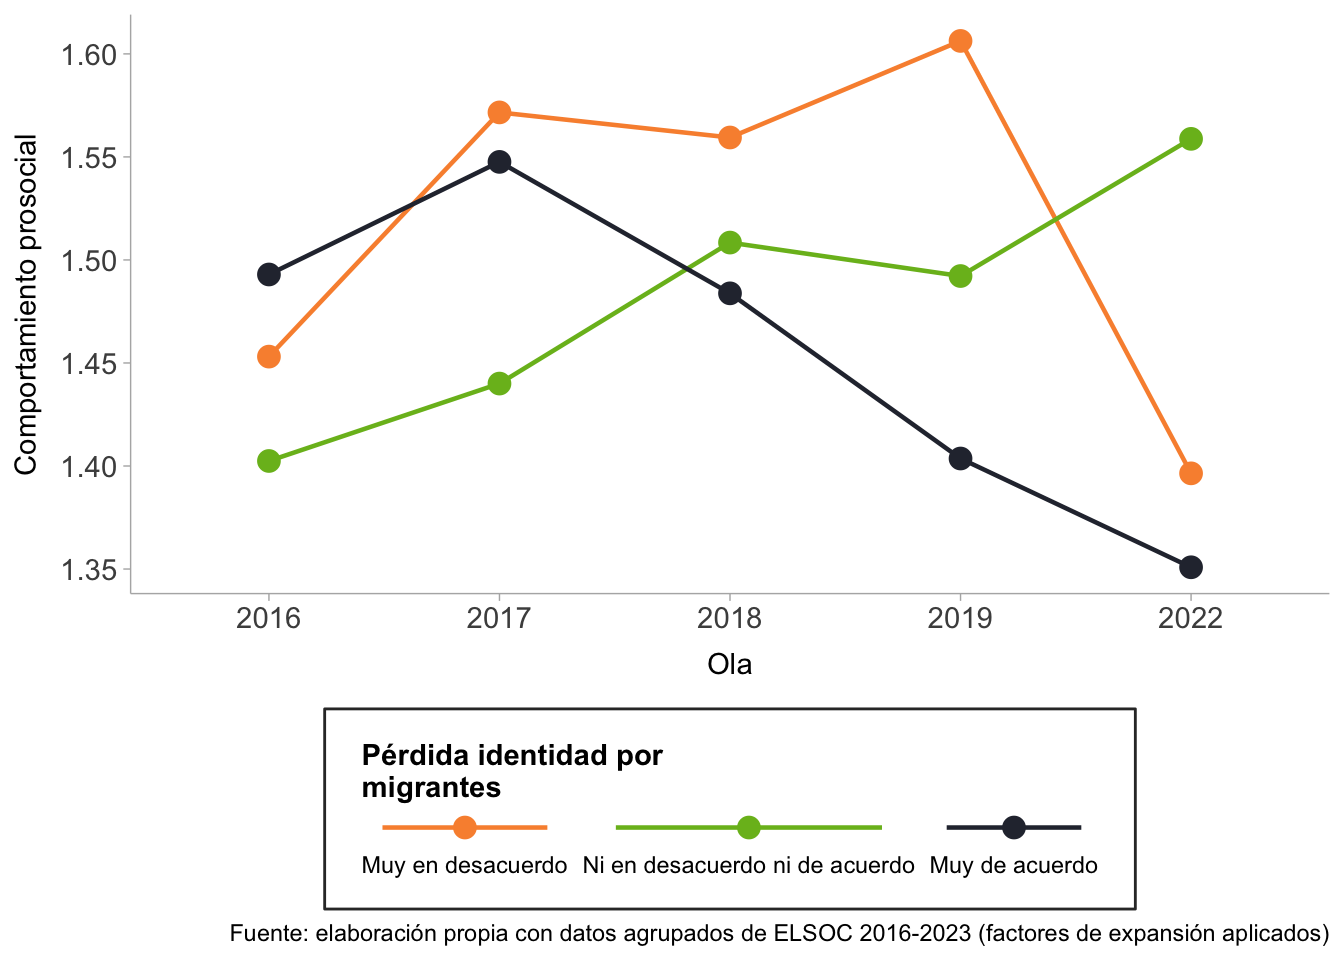 Comportamiento prosocial
1.60
1.55
1.50
1.45
1.40
1.35
2016 2017 2018 2019 2022
Ola
Pérdida identidad por
migrantes
Muy en desacuerdo Ni en desacuerdo ni de acuerdo Muy de acuerdo
Fuente: elaboración propia con datos agrupados de ELSOC 2016-2023 (factores de expansión aplicados)